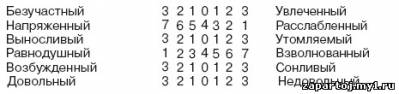 Безучастный 3 2 1 0 1 2 3 Увлеченный
Напряженный 7 6 5 4 3 2 1 Расслабленный
Выносливый 3 2 1 0 1 2 3 Утомляемый
Равнодушный 1 2 3 4 5 6 7 Взволнованный
Возбужденный 3 2 1 0 1 2 3 Сонливый
Довольный 3 2 1 0 1 2 3 Недовольный
zapartoj.my1.ru